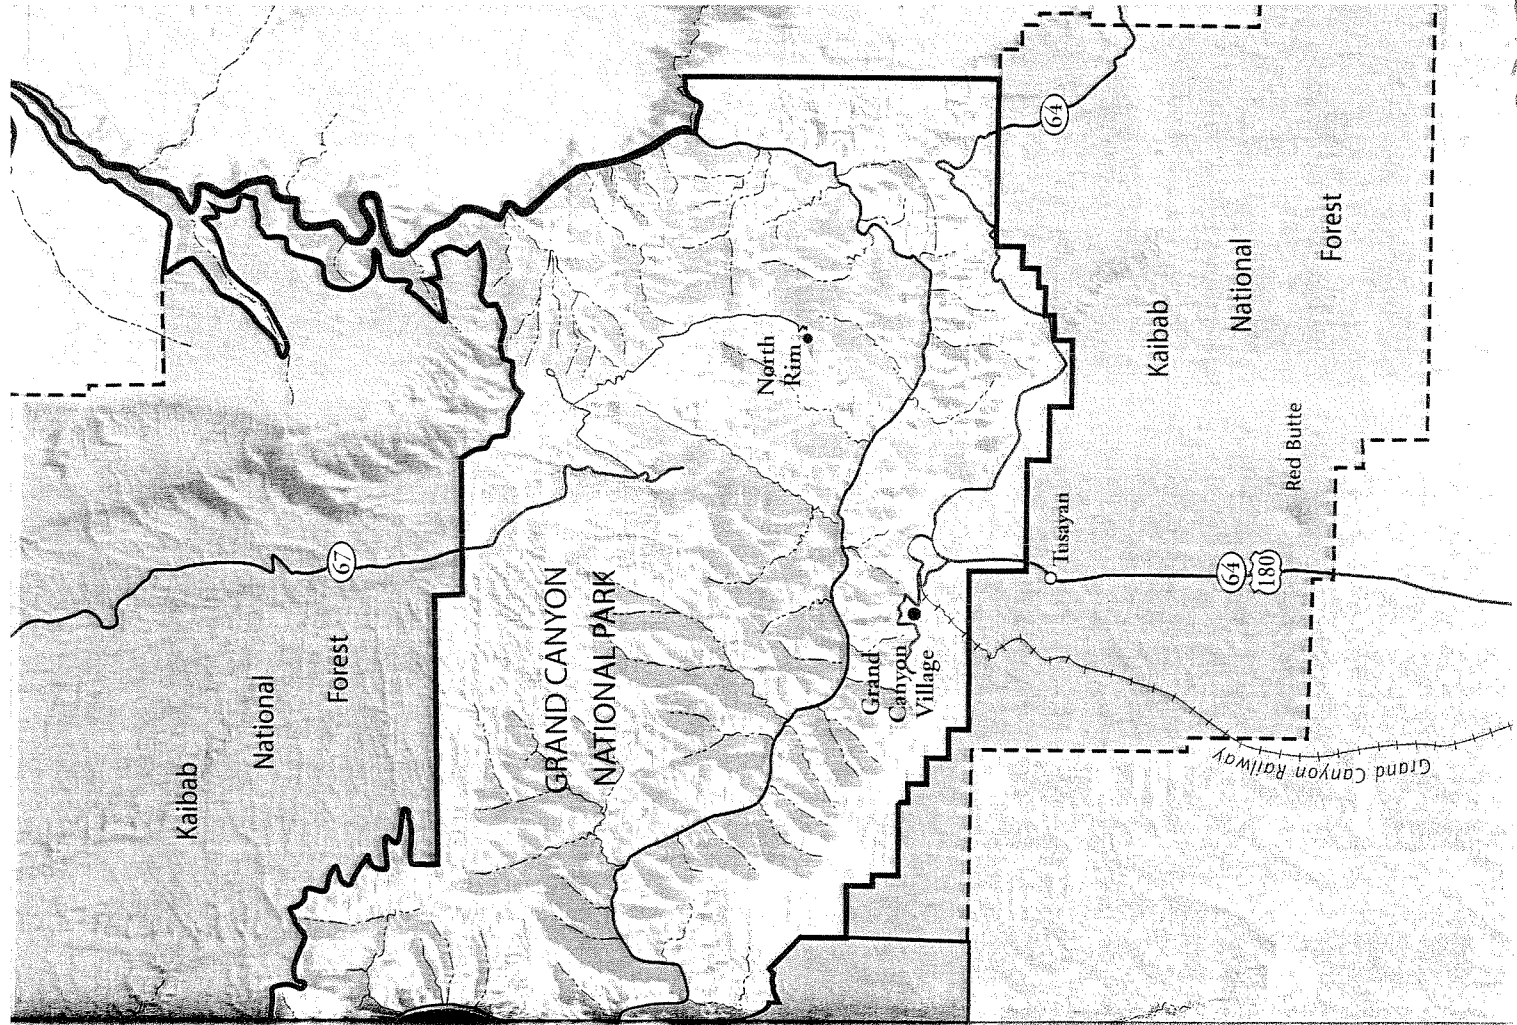 67
Kaibab
National
Forest
GRAND CANYON
NATIONAL PARK
North
Rim
Grand
Canyon
Village
64
Tusayan
64
180
Red Butte
Kaibab
National
Forest
Grand Canyon Railway